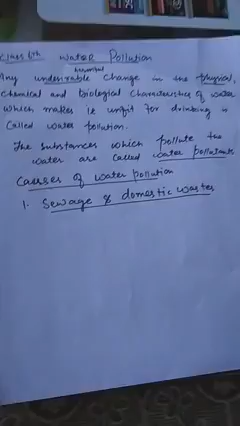 Class 6th Water Pollution
harmful
Any undesirable change in the physical,
chemical and biological characteristics of water
which makes it unfit for drinking is
called water pollution.
The substances which pollute the
water are called water pollutants
Causes of water pollution
1. Sewage & domestic wastes